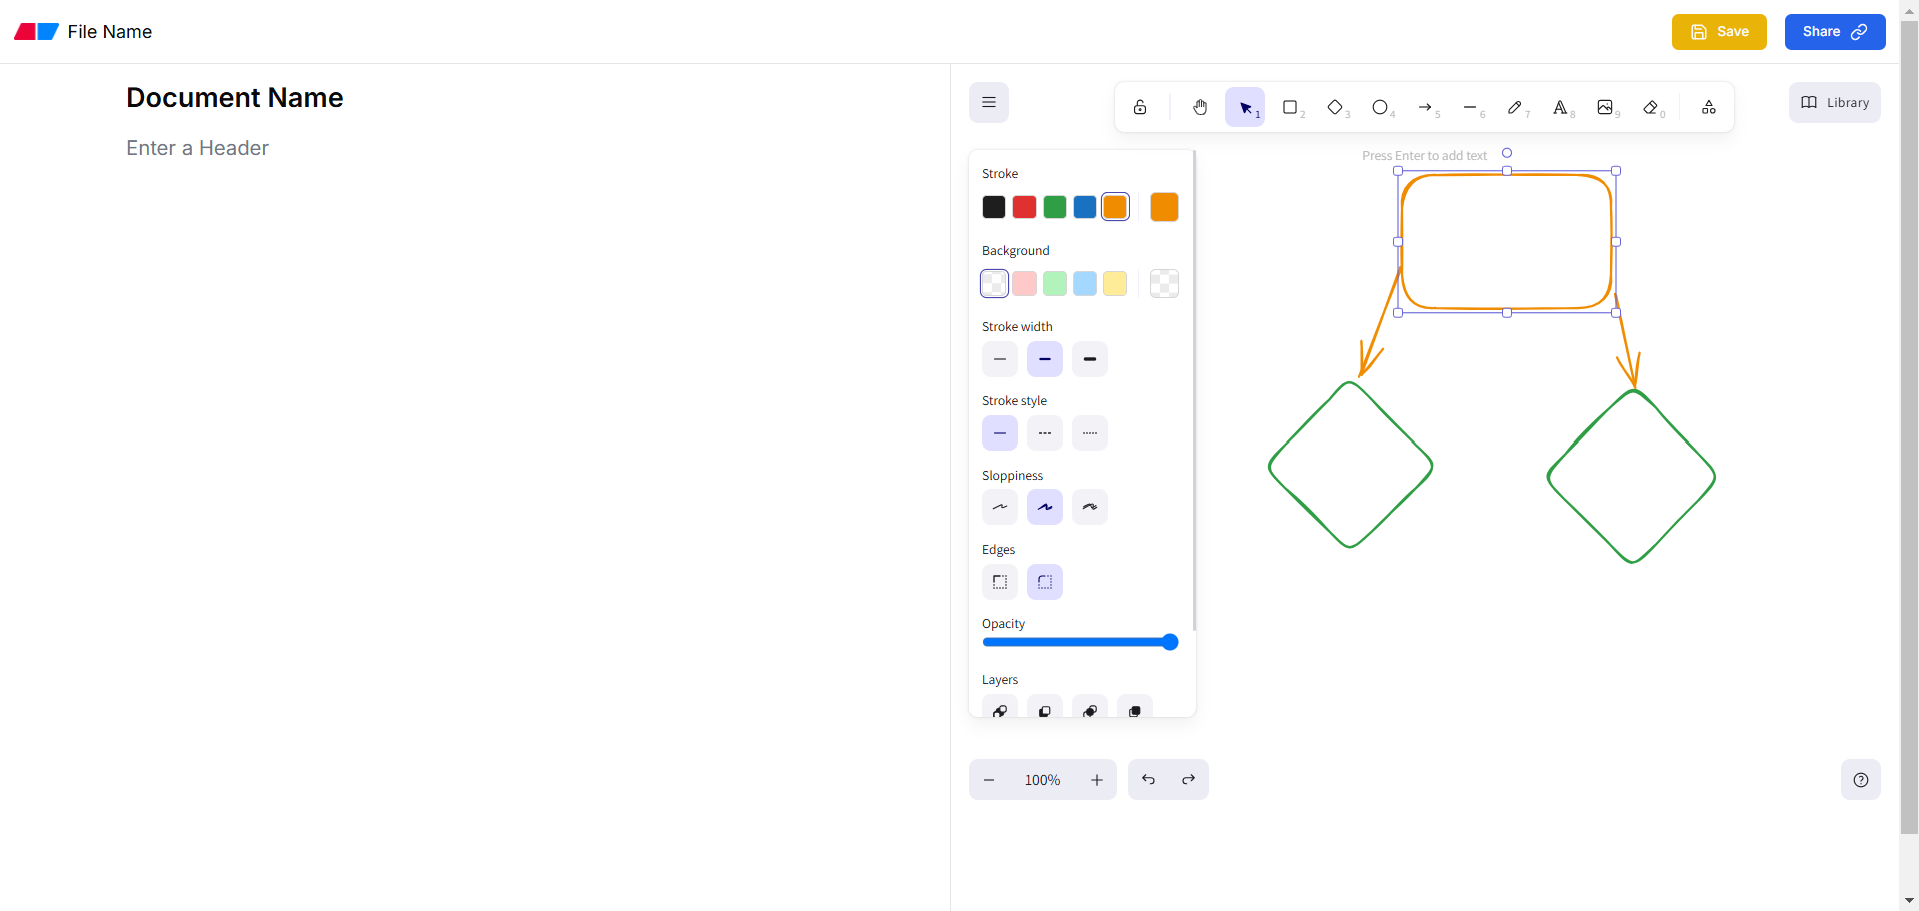 File Name
Save
Share
Document Name
Enter a Header
1
2
3
4
5
6
7
8
9
0
Library
Press Enter to add text
Stroke
Background
Stroke width
Stroke style
Sloppiness
Edges
Opacity
Layers
100%